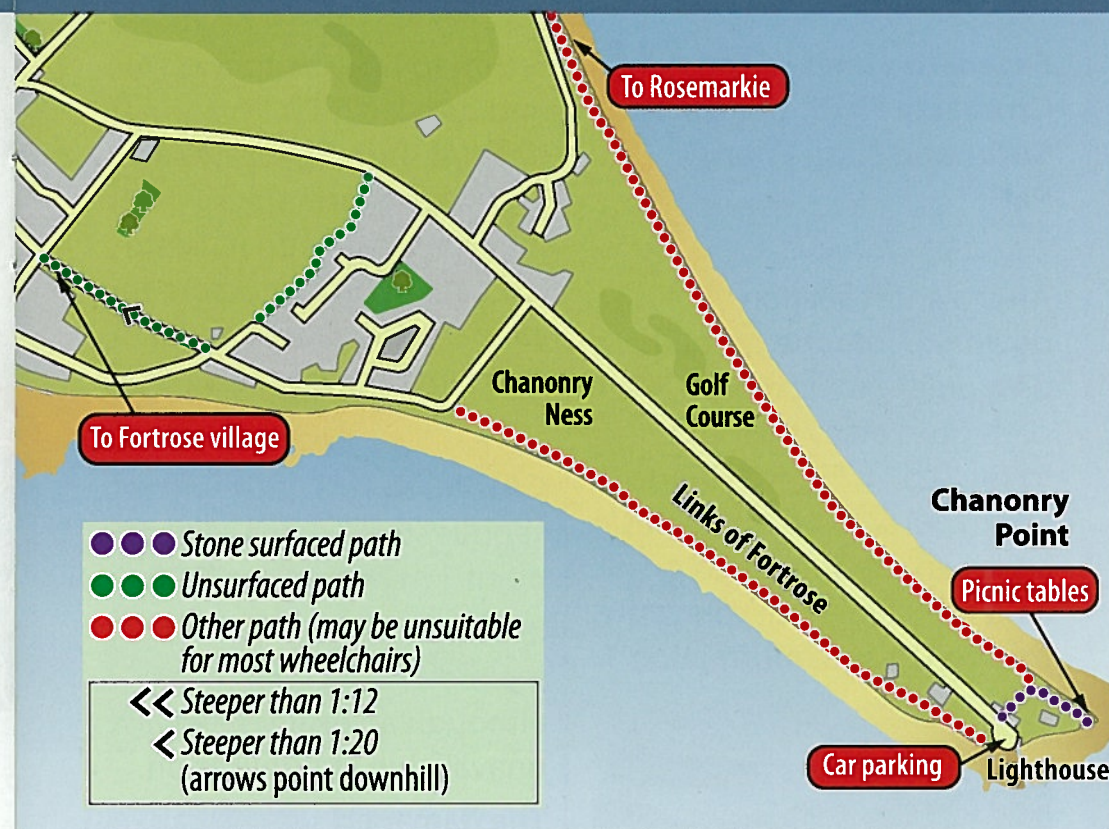 To Rosemarkie
Chanonry
Ness
Golf
Course
To Fortrose village
Links of Fortrose
Chanonry
Point
Picnic tables
Stone surfaced path
Unsurfaced path
Other path (may be unsuitable
for most wheelchairs)
<< Steeper than 1:12
< Steeper than 1:20
(arrows point downhill)
Car parking
Lighthouse